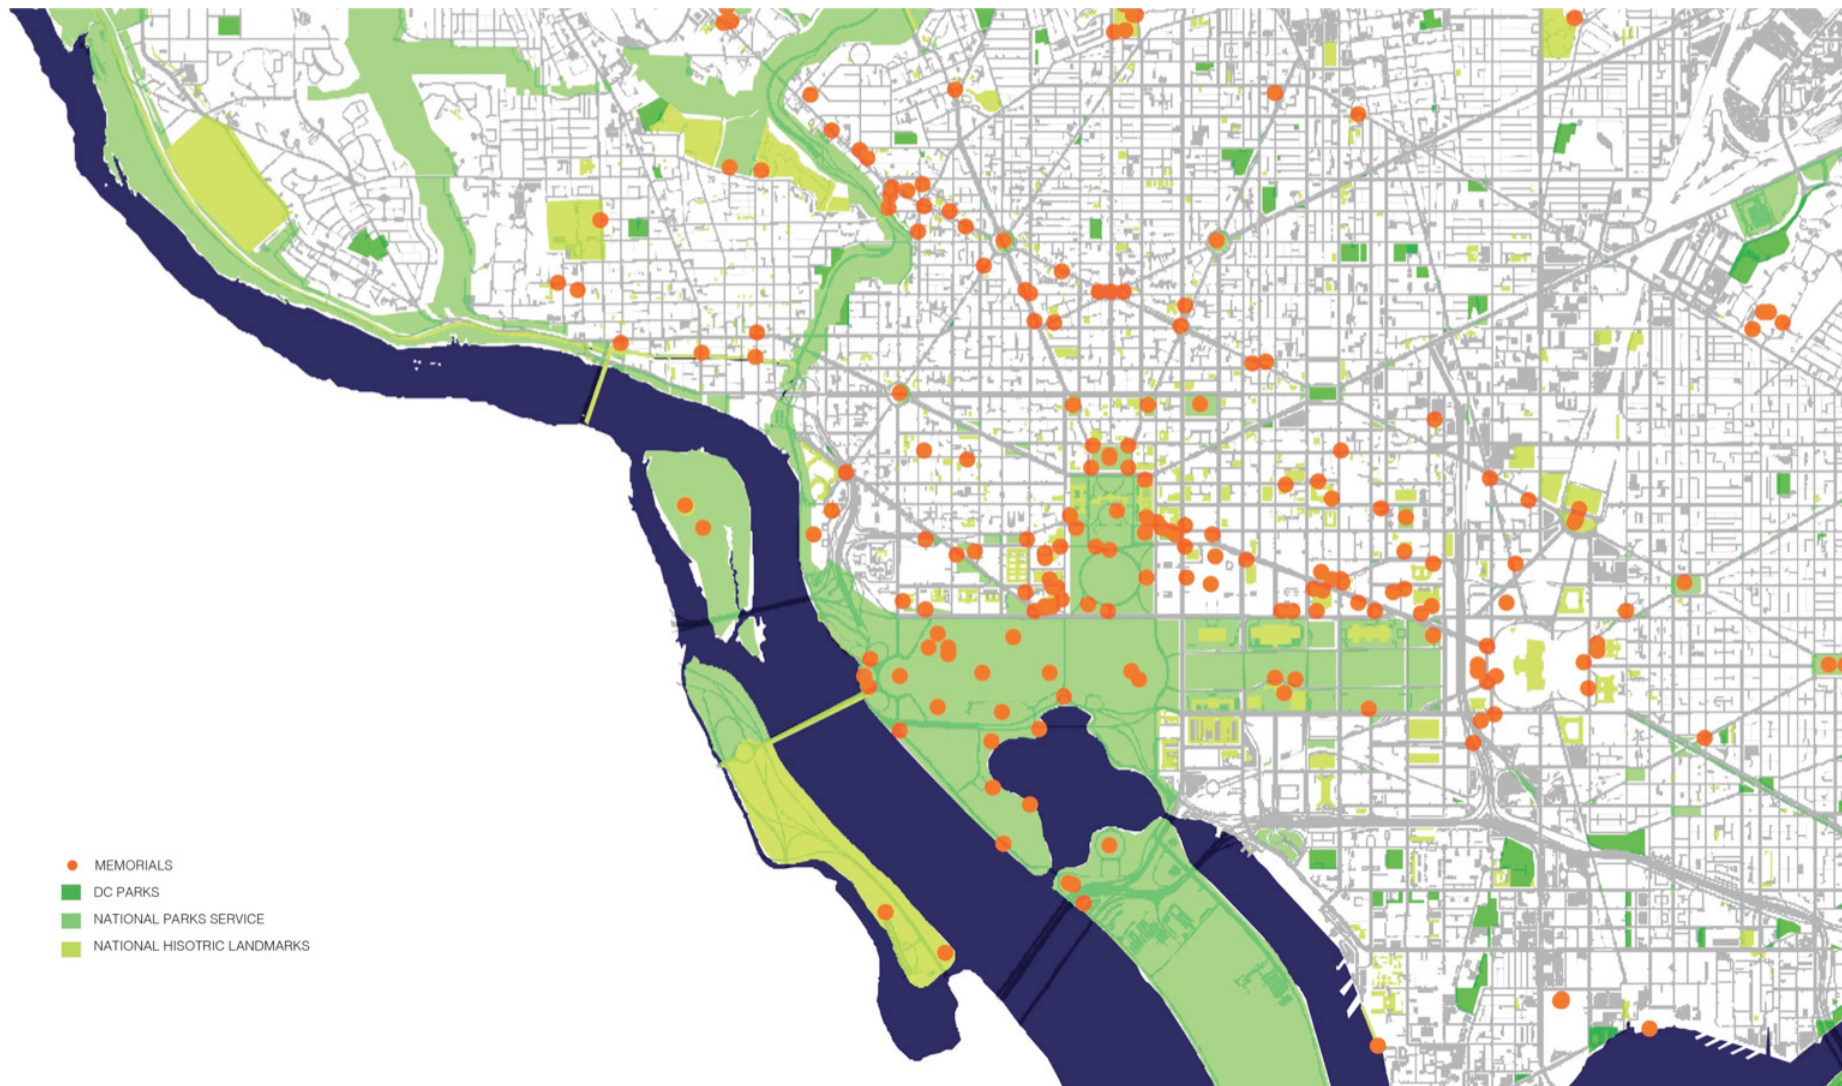 MEMORIALS
DC PARKS
NATIONAL PARKS SERVICE
NATIONAL HISOTRIC LANDMARKS